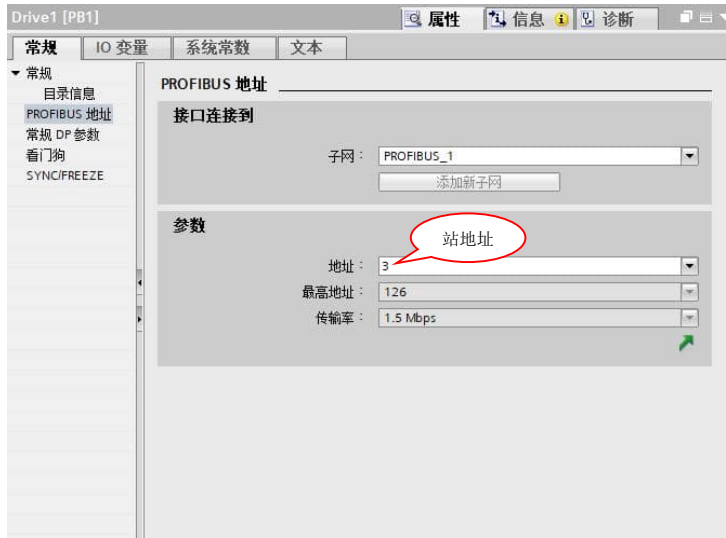 Drive1 [PB1]
属性
信息
诊断
常规
IO 变量
系统常数
文本
常规
目录信息
PROFIBUS 地址
常规 DP 参数
看门狗
SYNC/FREEZE
PROFIBUS 地址
接口连接到
子网：
PROFIBUS_1
添加新子网
参数
站地址
地址：
3
最高地址：
126
传输率：
1.5 Mbps